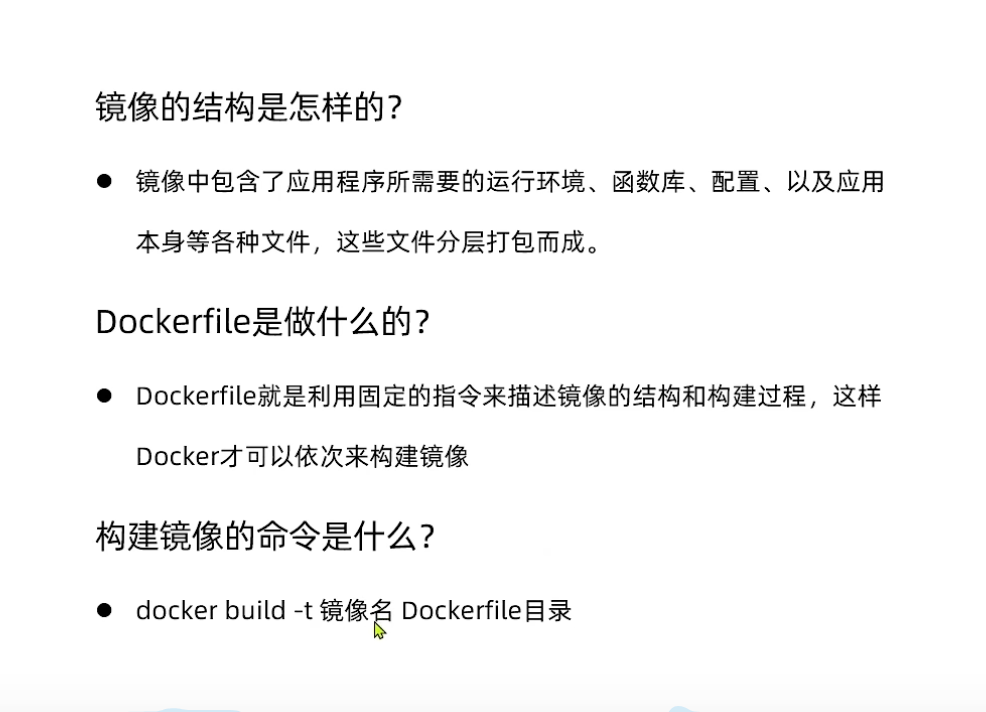 镜像的结构是怎样的？
● 镜像中包含了应用程序所需要的运行环境、函数库、配置、以及应用
本身等各种文件，这些文件分层打包而成。
Dockerfile是做什么的？
● Dockerfile就是利用固定的指令来描述镜像的结构和构建过程，这样
Docker才可以依次来构建镜像
构建镜像的命令是什么？
● docker build -t 镜像名 Dockerfile目录